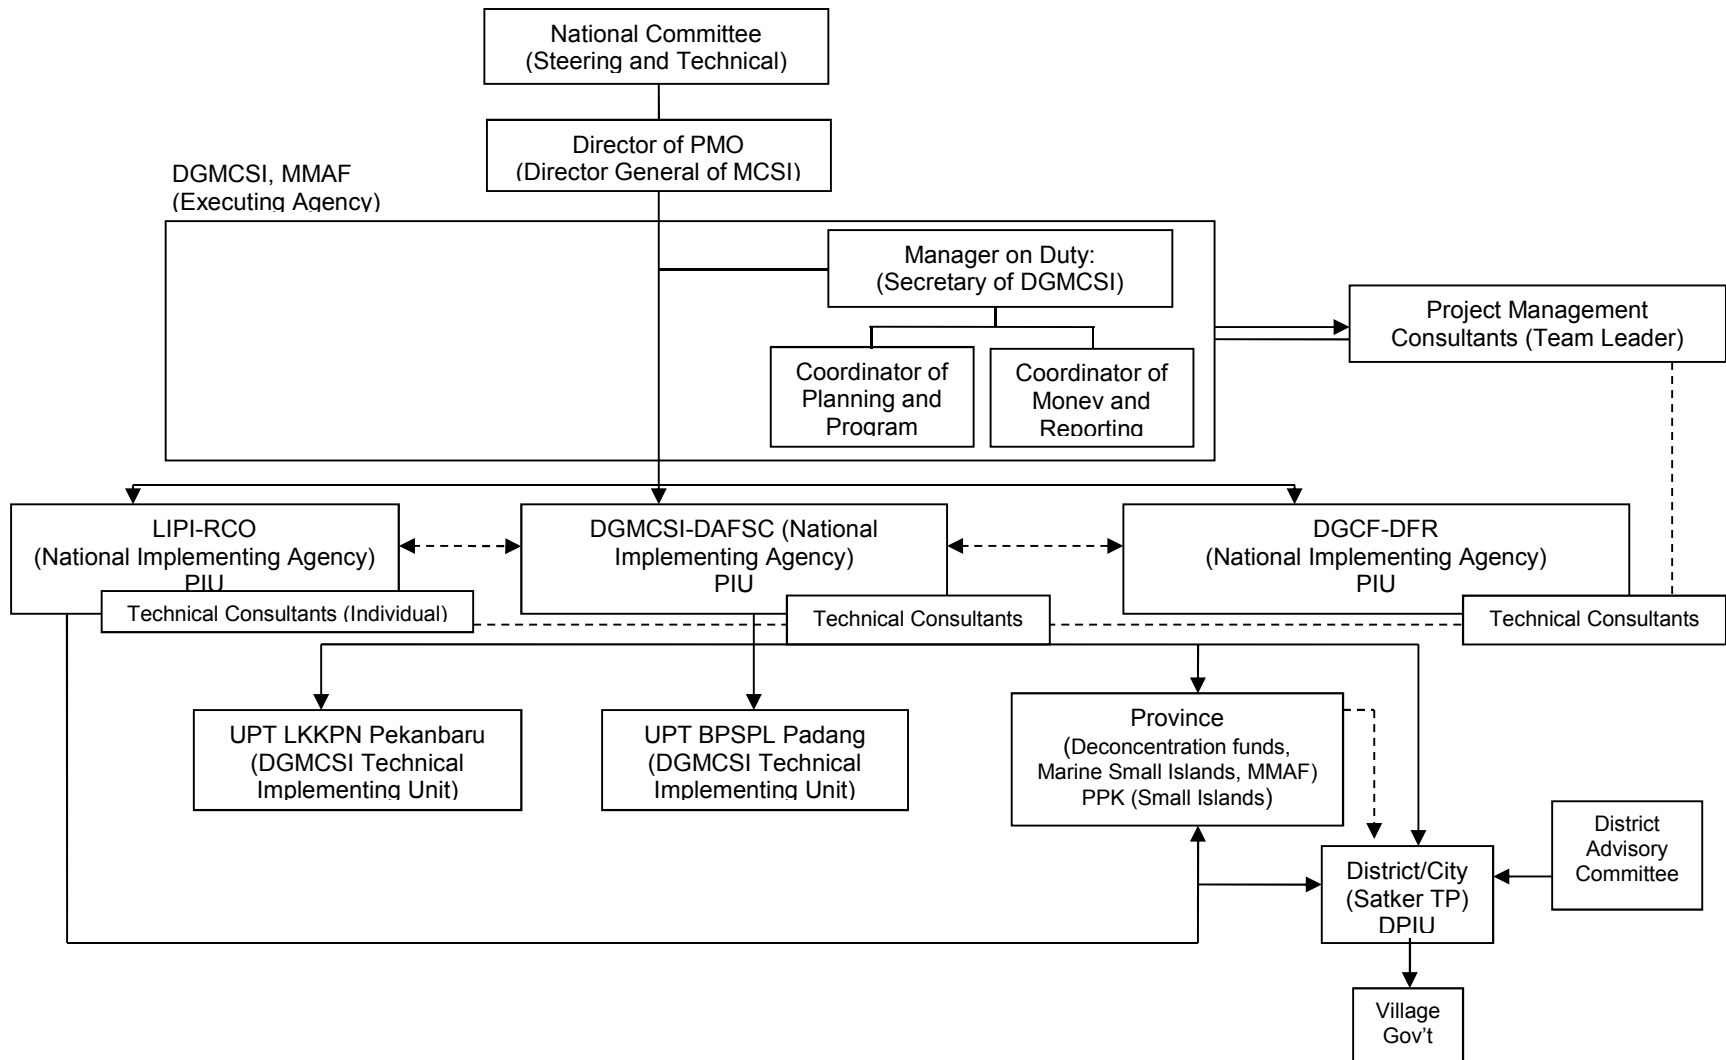 National Committee
(Steering and Technical)
Director of PMO
(Director General of MCSI)
DGMCSI, MMAF
(Executing Agency)
Manager on Duty:
(Secretary of DGMCSI)
Project Management
Consultants (Team Leader)
Coordinator of
Planning and
Program
Coordinator of
Monev and
Reporting
LIPI-RCO
(National Implementing Agency)
PIU
Technical Consultants (Individual)
DGMCSI-DAFSC (National
Implementing Agency)
PIU
Technical Consultants
DGCF-DFR
(National Implementing Agency)
PIU
Technical Consultants
UPT LKKPN Pekanbaru
(DGMCSI Technical
Implementing Unit)
UPT BPSPL Padang
(DGMCSI Technical
Implementing Unit)
Province
(Deconcentration funds,
Marine Small Islands, MMAF)
PPK (Small Islands)
District
Advisory
Committee
District/City
(Satker TP)
DPIU
Village
Gov’t